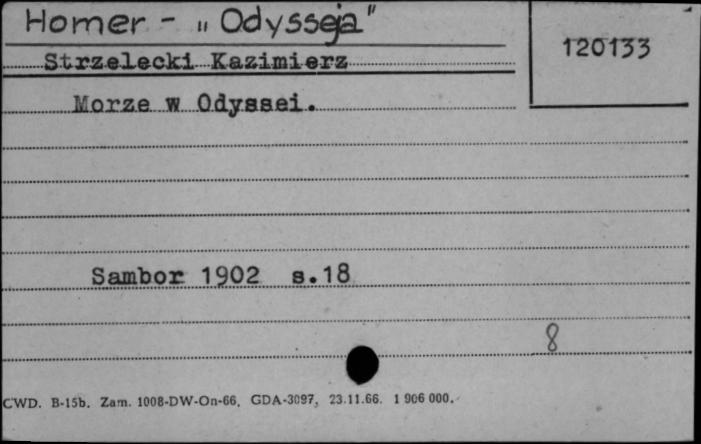 Homer - „Odysseja"
120133
Strzelecki Kazimierz
Morze w Odyssei.
Sambor 1902 s.18
8
CWD. B-15b. Zam. 1008-DW-On-66. GDA-3097, 23.11.66. 1 906 000.